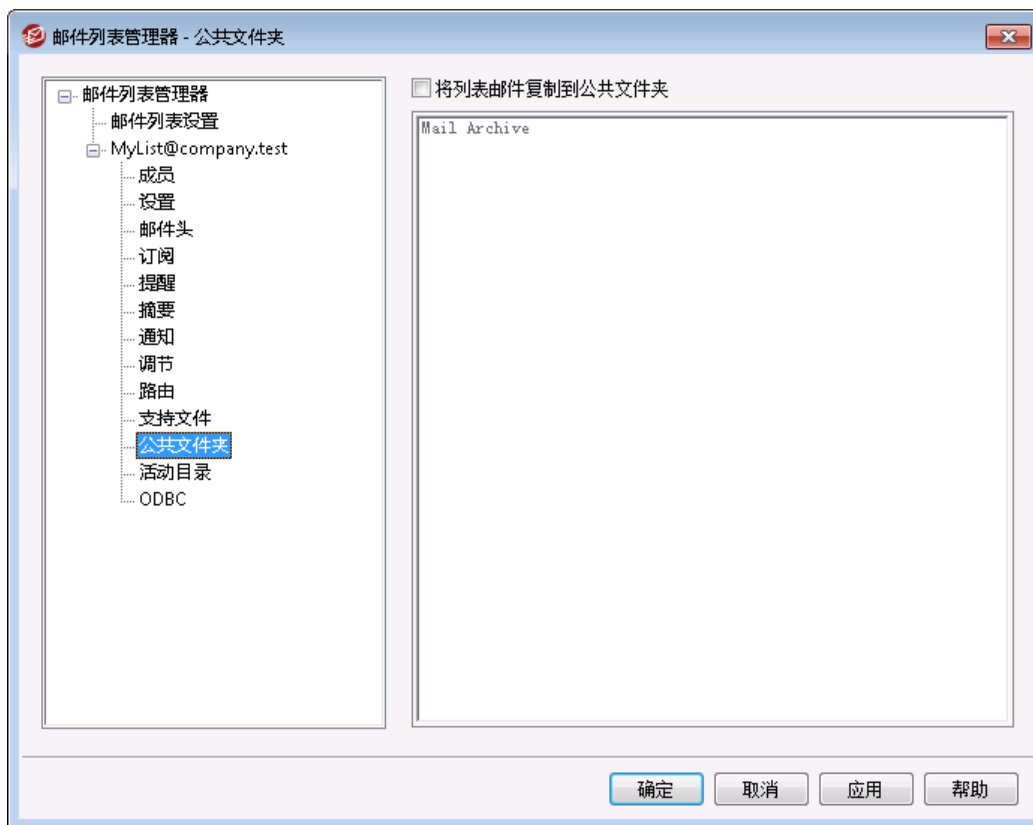 邮件列表管理器 - 公共文件夹
邮件列表管理器
邮件列表设置
MyList@company.test
成员
设置
邮件头
订阅
提醒
摘要
通知
调节
路由
支持文件
公共文件夹
活动目录
ODBC
将列表邮件复制到公共文件夹
Mail Archive
确定
取消
应用
帮助